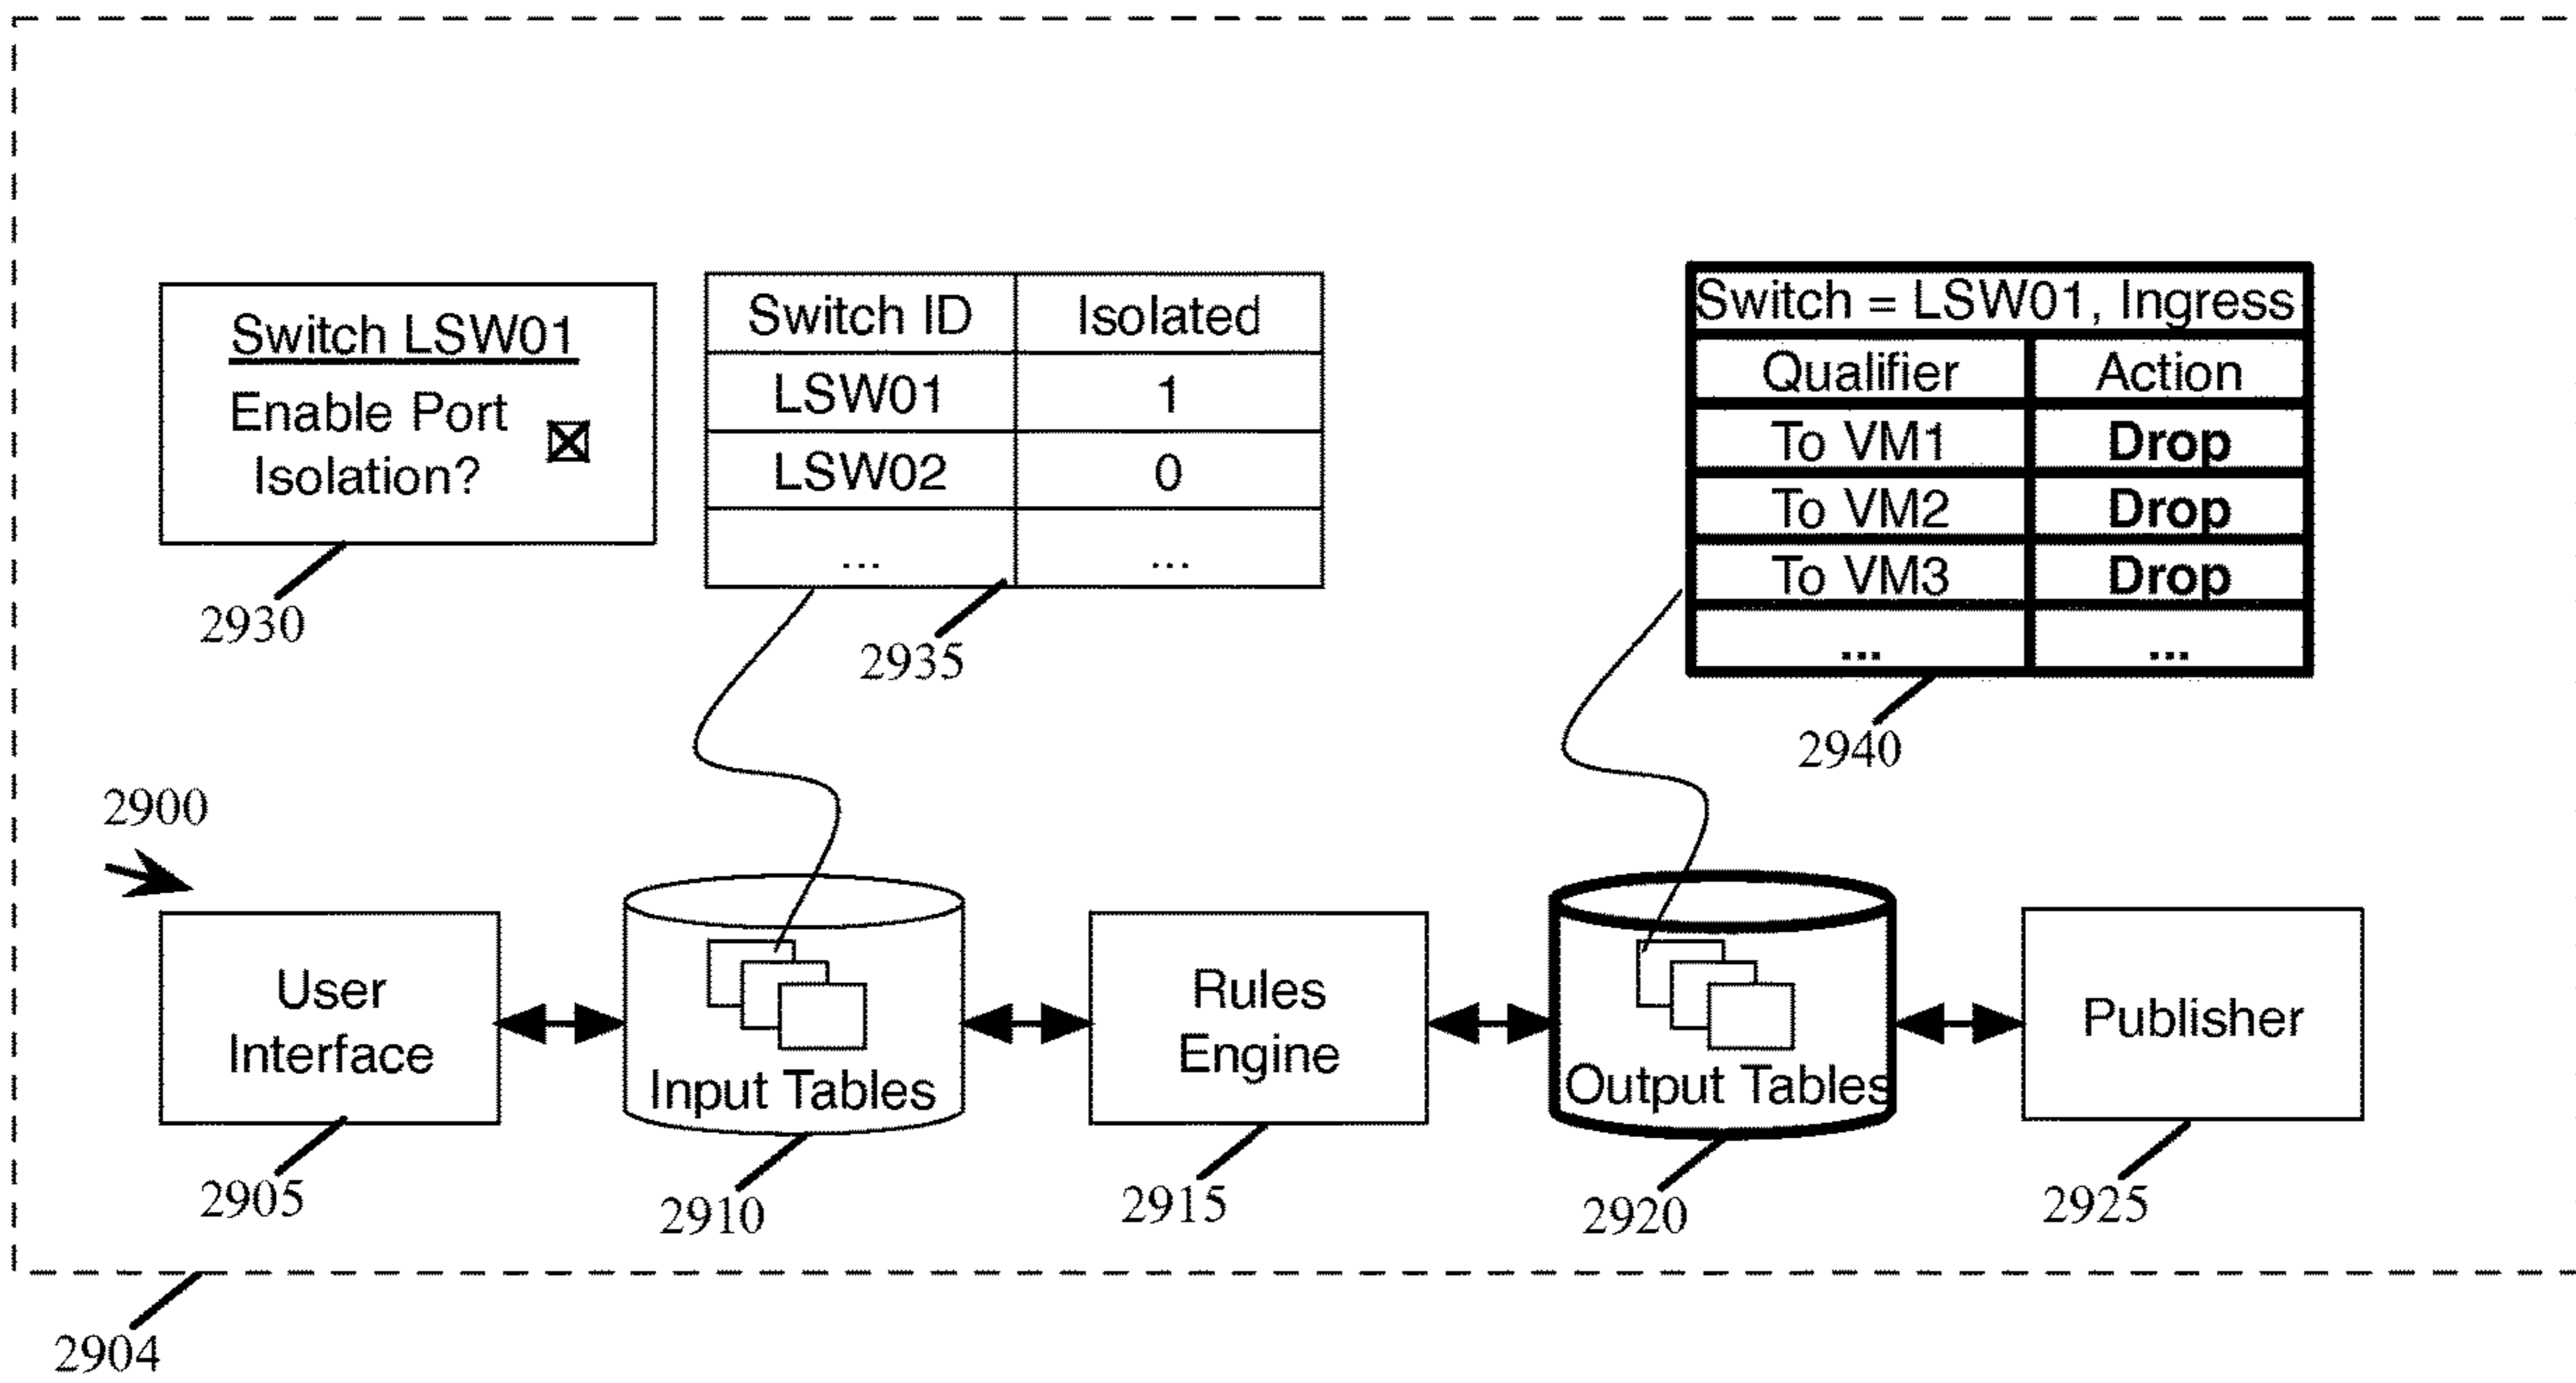 Switch LSW01
Enable Port
Isolation?
2930
Switch ID Isolated
LSW01 1
LSW02 0
... ...
2935
Switch = LSW01, Ingress
Qualifier Action
To VM1 Drop
To VM2 Drop
To VM3 Drop
... ...
2940
2900
User
Interface
2905
Input Tables
2910
Rules
Engine
2915
Output Tables
2920
Publisher
2925
2904